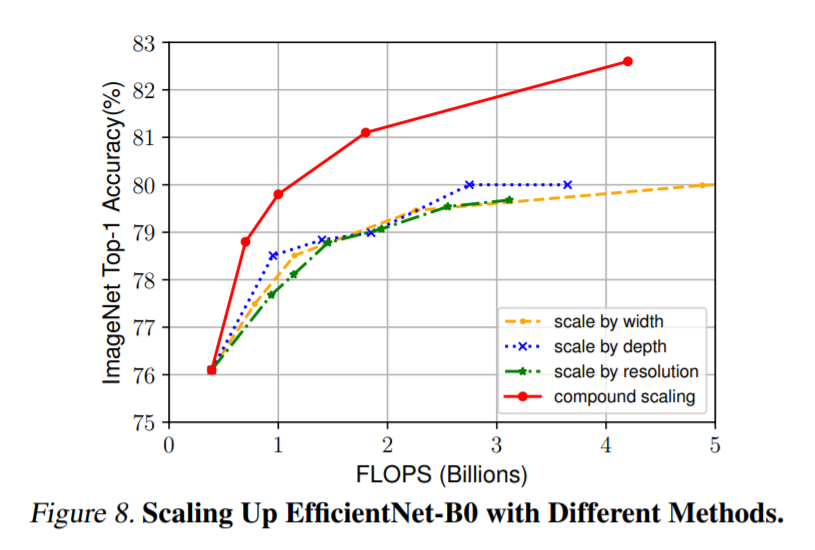 83
82
81
80
79
78
77
76
75
ImageNet Top-1 Accuracy(%)
scale by width
scale by depth
scale by resolution
compound scaling
0 1 2 3 4 5
FLOPS (Billions)
Figure 8. Scaling Up EfficientNet-B0 with Different Methods.